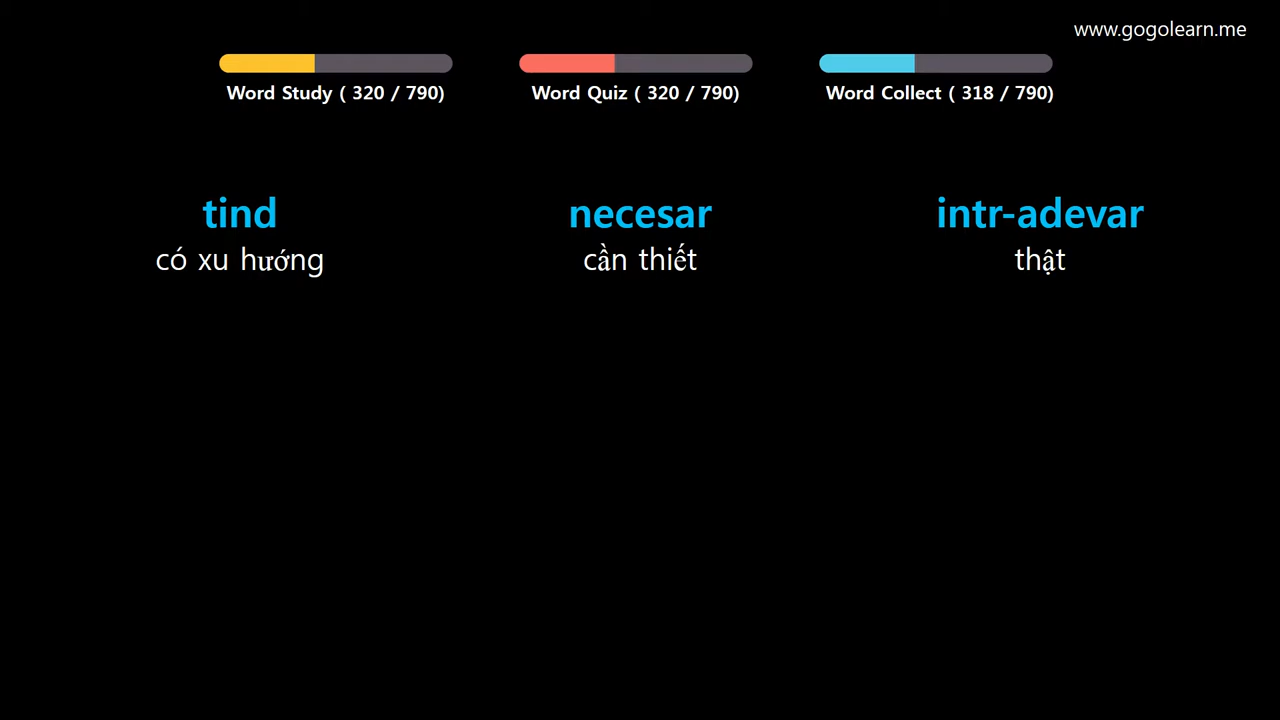 www.gogolearn.me
Word Study ( 320 / 790)
Word Quiz ( 320 / 790)
Word Collect ( 318 / 790)
tind
có xu hướng
necesar
cần thiết
intr-adevar
thật